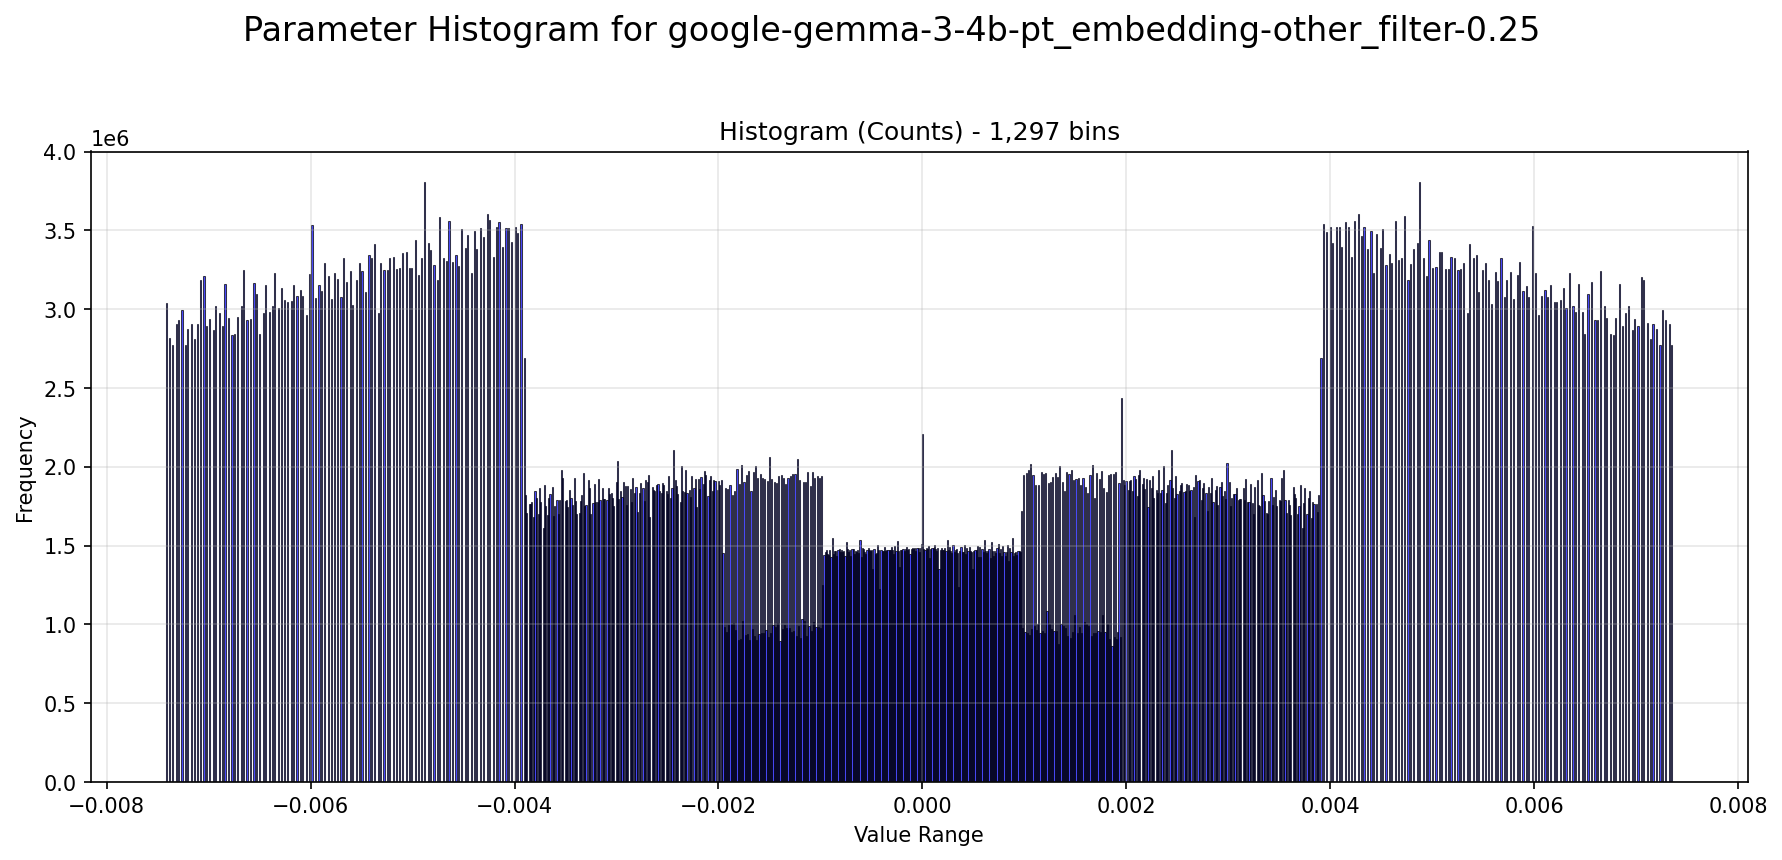 Parameter Histogram for google-gemma-3-4b-pt_embedding-other_filter-0.25
Histogram (Counts) - 1,297 bins
1e6
4.0
3.5
3.0
2.5
2.0
1.5
1.0
0.5
0.0
Frequency
−0.008 −0.006 −0.004 −0.002 0.000 0.002 0.004 0.006 0.008
Value Range